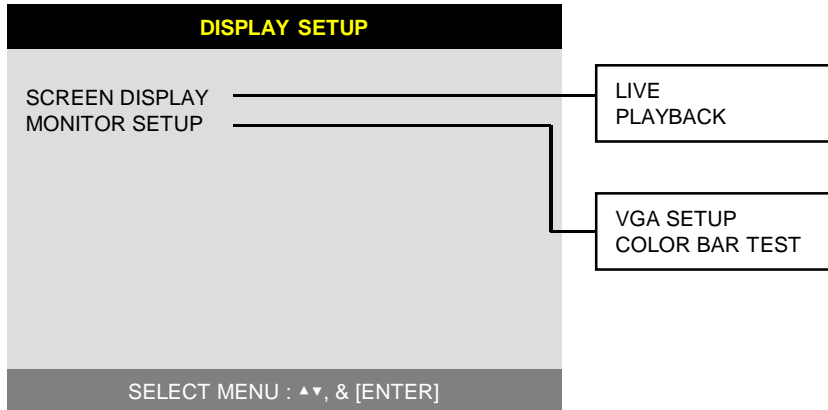 DISPLAY SETUP
SCREEN DISPLAY
MONITOR SETUP
LIVE
PLAYBACK
VGA SETUP
COLOR BAR TEST
SELECT MENU : ▲▼, & [ENTER]